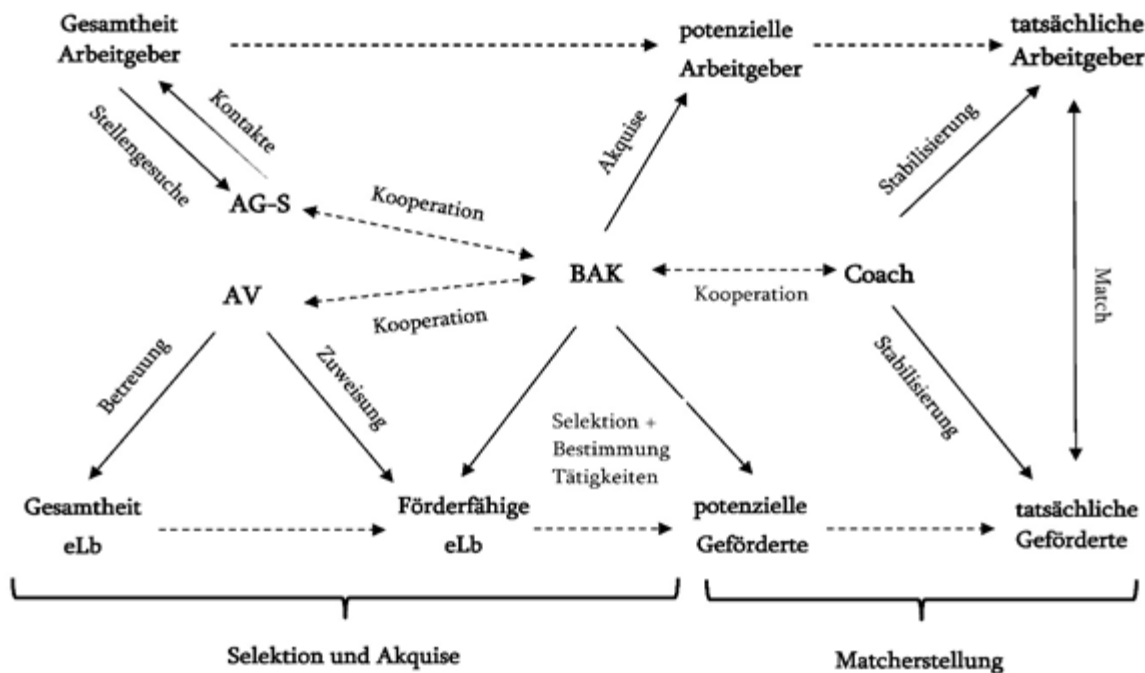 Gesamtheit
Arbeitgeber
potenzielle
Arbeitgeber
tatsächliche
Arbeitgeber
Kontakte
Stellengesuche
Akquise
Stabilisierung
AG-S
Kooperation
BAK
Coach
AV
Kooperation
Kooperation
Match
Betreuung
Zuweisung
Stabilisierung
Selektion +
Bestimmung
Tätigkeiten
Gesamtheit
eLb
Förderfähige
eLb
potenzielle
Geförderte
tatsächliche
Geförderte
Selektion und Akquise
Matcherstellung